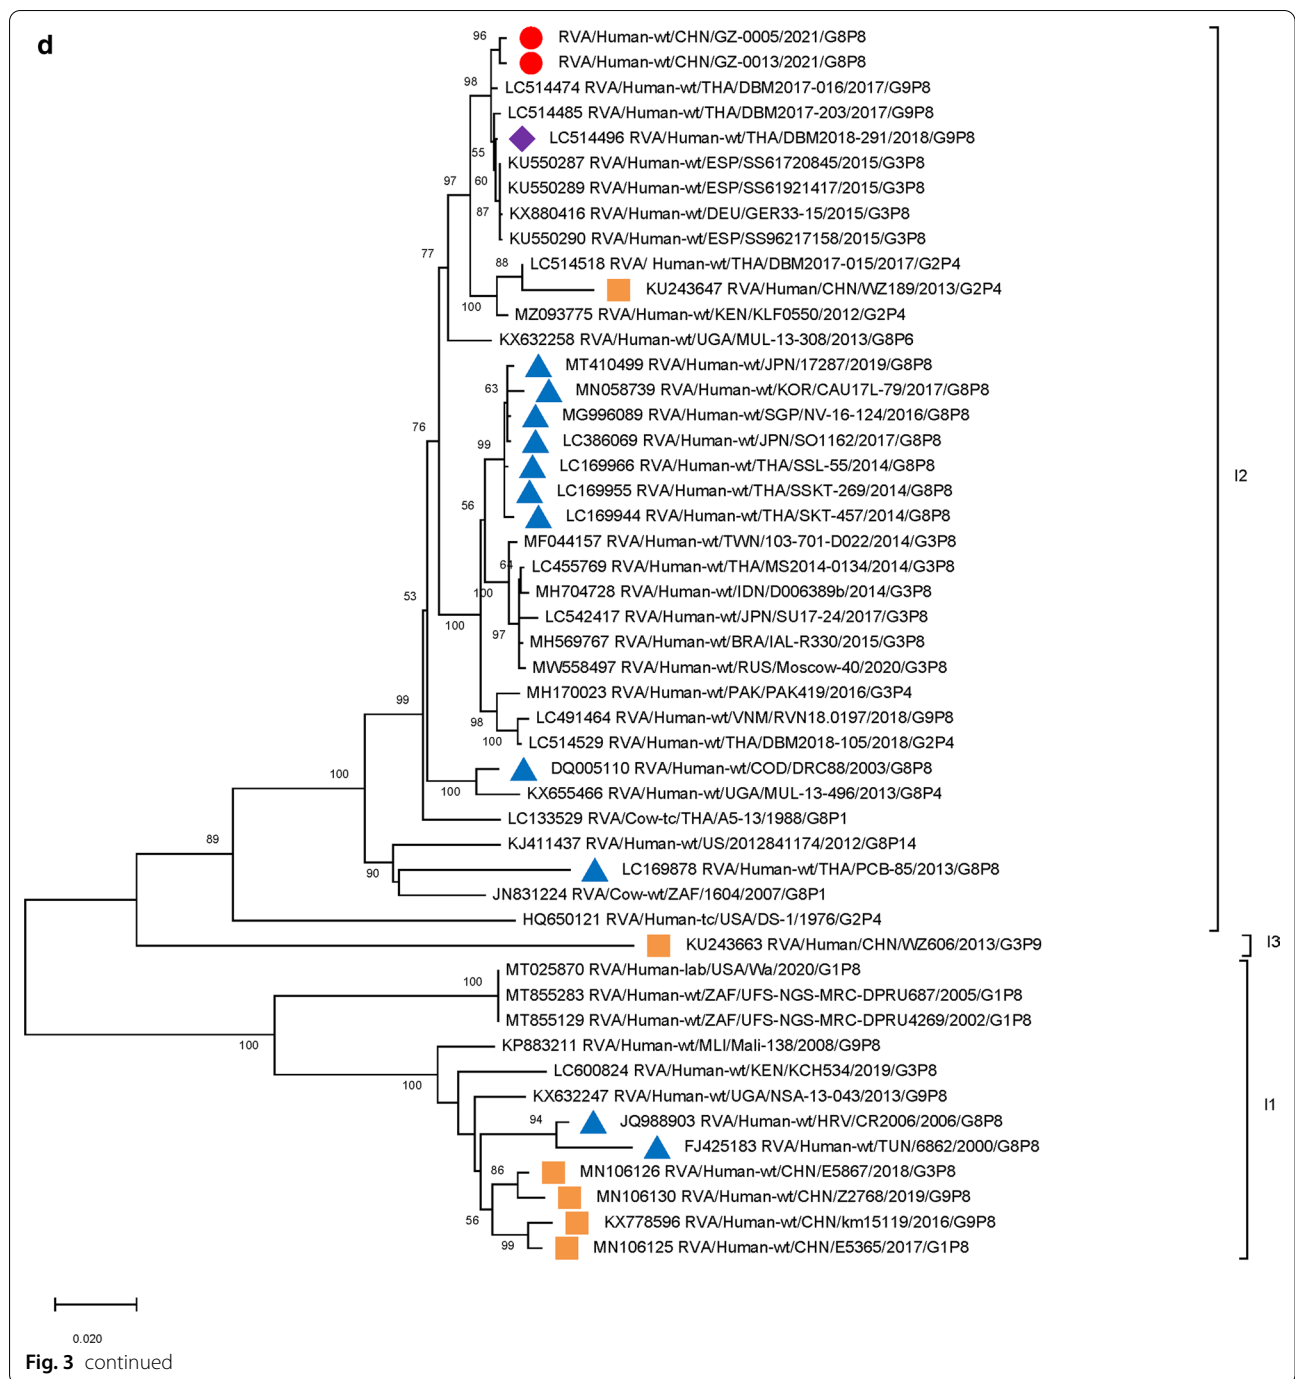 d
96
RVA/Human-wt/CHN/GZ-0005/2021/G8P8
RVA/Human-wt/CHN/GZ-0013/2021/G8P8
98
LC514474 RVA/Human-wt/THA/DBM2017-016/2017/G9P8
LC514485 RVA/Human-wt/THA/DBM2017-203/2017/G9P8
LC514496 RVA/Human-wt/THA/DBM2018-291/2018/G9P8
55
KU550287 RVA/Human-wt/ESP/SS61720845/2015/G3P8
97
60
KU550289 RVA/Human-wt/ESP/SS61921417/2015/G3P8
87
KX880416 RVA/Human-wt/DEU/GER33-15/2015/G3P8
KU550290 RVA/Human-wt/ESP/SS96217158/2015/G3P8
77
88
LC514518 RVA/ Human-wt/THA/DBM2017-015/2017/G2P4
KU243647 RVA/Human/CHN/WZ189/2013/G2P4
100
MZ093775 RVA/Human-wt/KEN/KLF0550/2012/G2P4
KX632258 RVA/Human-wt/UGA/MUL-13-308/2013/G8P6
MT410499 RVA/Human-wt/JPN/17287/2019/G8P8
63
MN058739 RVA/Human-wt/KOR/CAU17L-79/2017/G8P8
MG996089 RVA/Human-wt/SGP/NV-16-124/2016/G8P8
76
99
LC386069 RVA/Human-wt/JPN/SO1162/2017/G8P8
LC169966 RVA/Human-wt/THA/SSL-55/2014/G8P8
I2
LC169955 RVA/Human-wt/THA/SSKT-269/2014/G8P8
56
LC169944 RVA/Human-wt/THA/SKT-457/2014/G8P8
MF044157 RVA/Human-wt/TWN/103-701-D022/2014/G3P8
64
LC455769 RVA/Human-wt/THA/MS2014-0134/2014/G3P8
100
MH704728 RVA/Human-wt/IDN/D006389b/2014/G3P8
53
LC542417 RVA/Human-wt/JPN/SU17-24/2017/G3P8
100
97
MH569767 RVA/Human-wt/BRA/IAL-R330/2015/G3P8
MW558497 RVA/Human-wt/RUS/Moscow-40/2020/G3P8
99
MH170023 RVA/Human-wt/PAK/PAK419/2016/G3P4
98
LC491464 RVA/Human-wt/VNM/RVN18.0197/2018/G9P8
100
LC514529 RVA/Human-wt/THA/DBM2018-105/2018/G2P4
100
DQ005110 RVA/Human-wt/COD/DRC88/2003/G8P8
100
KX655466 RVA/Human-wt/UGA/MUL-13-496/2013/G8P4
LC133529 RVA/Cow-tc/THA/A5-13/1988/G8P1
89
KJ411437 RVA/Human-wt/US/2012841174/2012/G8P14
90
LC169878 RVA/Human-wt/THA/PCB-85/2013/G8P8
JN831224 RVA/Cow-wt/ZAF/1604/2007/G8P1
HQ650121 RVA/Human-tc/USA/DS-1/1976/G2P4
KU243663 RVA/Human/CHN/WZ606/2013/G3P9
I3
MT025870 RVA/Human-lab/USA/Wa/2020/G1P8
100
MT855283 RVA/Human-wt/ZAF/UFS-NGS-MRC-DPRU687/2005/G1P8
MT855129 RVA/Human-wt/ZAF/UFS-NGS-MRC-DPRU4269/2002/G1P8
100
KP883211 RVA/Human-wt/MLI/Mali-138/2008/G9P8
100
LC600824 RVA/Human-wt/KEN/KCH534/2019/G3P8
KX632247 RVA/Human-wt/UGA/NSA-13-043/2013/G9P8
I1
94
JQ988903 RVA/Human-wt/HRV/CR2006/2006/G8P8
FJ425183 RVA/Human-wt/TUN/6862/2000/G8P8
86
MN106126 RVA/Human-wt/CHN/E5867/2018/G3P8
MN106130 RVA/Human-wt/CHN/Z2768/2019/G9P8
56
KX778596 RVA/Human-wt/CHN/km15119/2016/G9P8
99
MN106125 RVA/Human-wt/CHN/E5365/2017/G1P8
0.020
Fig. 3 continued